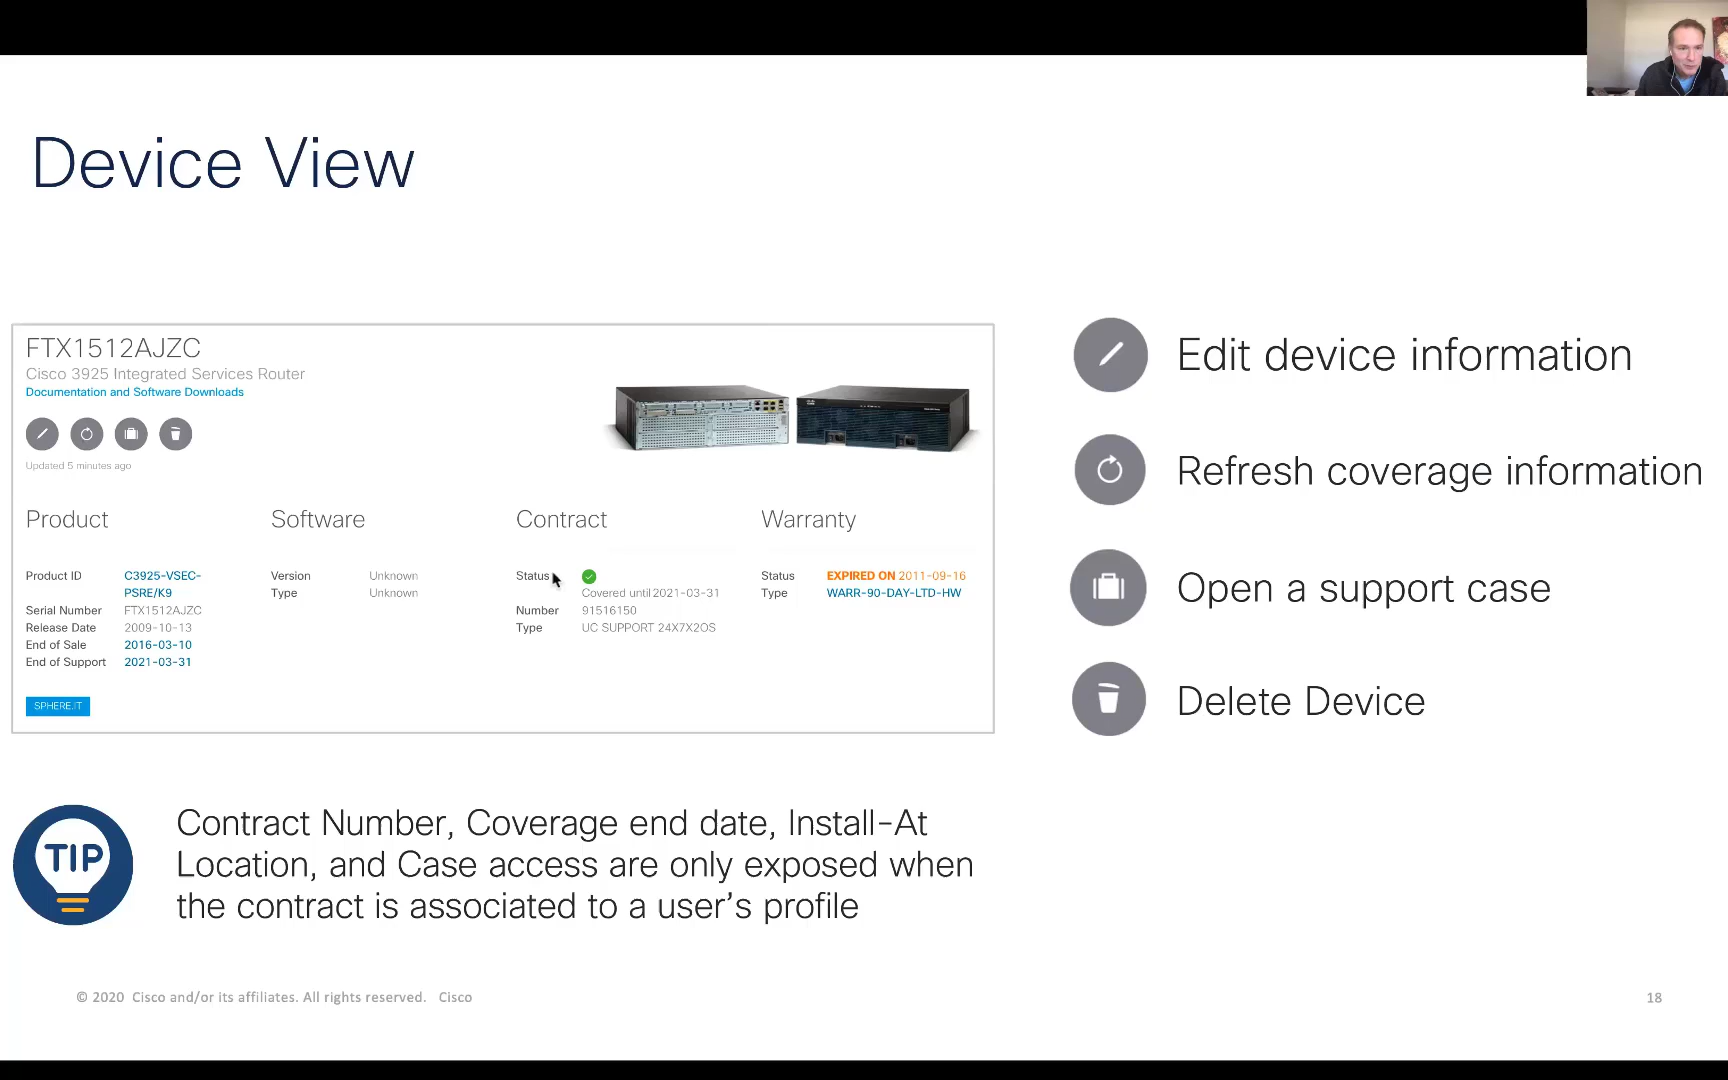 Device View
FTX1512AJZC
Cisco 3925 Integrated Services Router
Documentation and Software Downloads
Updated 5 minutes ago
Product
Product ID C3925-VSEC-
PSRE/K9
Serial Number FTX1512AJZC
Release Date 2009-10-13
End of Sale 2016-03-10
End of Support 2021-03-31
SPHERE.IT
Software
Version Unknown
Type Unknown
Contract
Status
Covered until 2021-03-31
Number 91516150
Type UC SUPPORT 24X7X2OS
Warranty
Status EXPIRED ON 2011-09-16
Type WARR-90-DAY-LTD-HW
Edit device information
Refresh coverage information
Open a support case
Delete Device
TIP
Contract Number, Coverage end date, Install-At
Location, and Case access are only exposed when
the contract is associated to a user’s profile
© 2020 Cisco and/or its affiliates. All rights reserved. Cisco
18